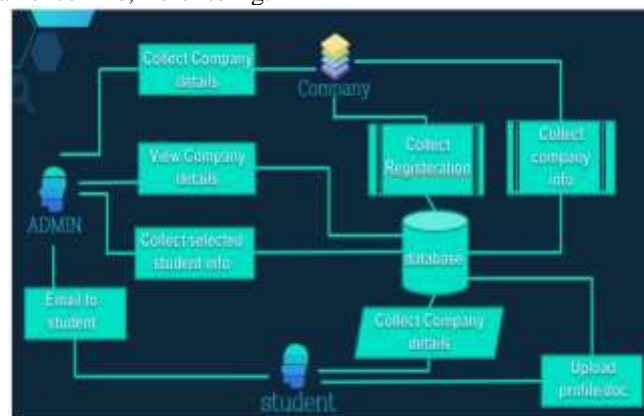 Collect Company
details
Company
Collect
Registeration
Collect
company
info
View Company
details
ADMIN
Collect selected
student info
database
Email to
student
Collect Company
details
student
Upload
profile/doc